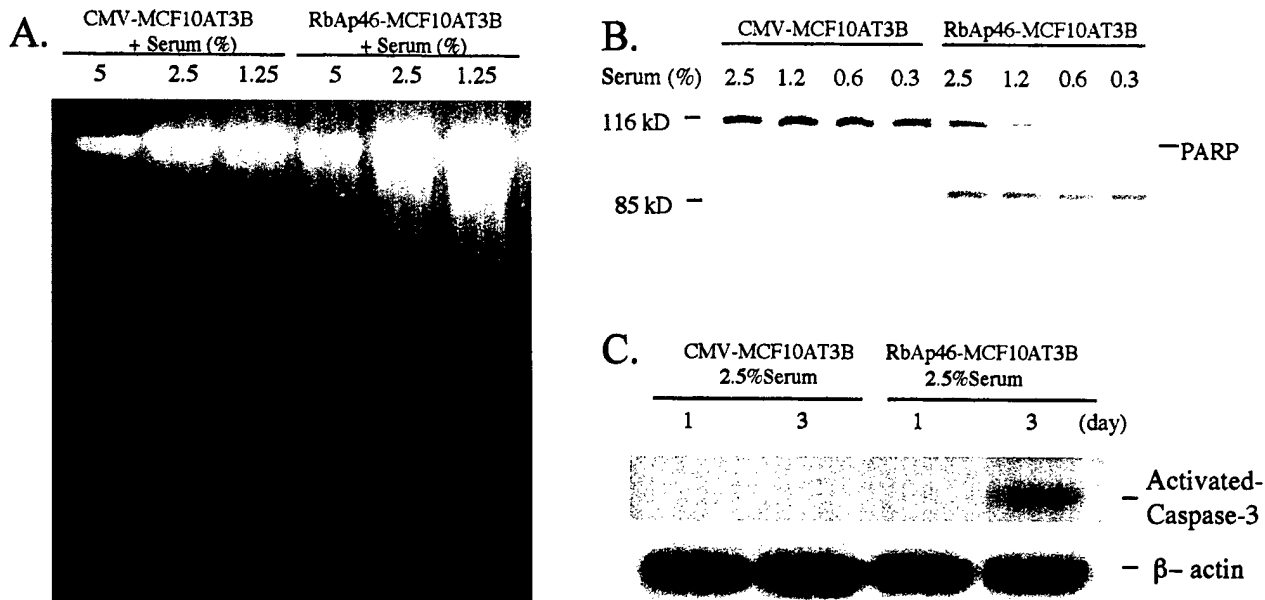 A.
CMV-MCF10AT3B RbAp46-MCF10AT3B
+ Serum (%) + Serum (%)
5 2.5 1.25 5 2.5 1.25
B.
CMV-MCF10AT3B RbAp46-MCF10AT3B
Serum (%) 2.5 1.2 0.6 0.3 2.5 1.2 0.6 0.3
116 kD
PARP
85 kD
C.
CMV-MCF10AT3B RbAp46-MCF10AT3B
2.5%Serum 2.5%Serum
1 3 1 3 (day)
Activated-
Caspase-3
β– actin